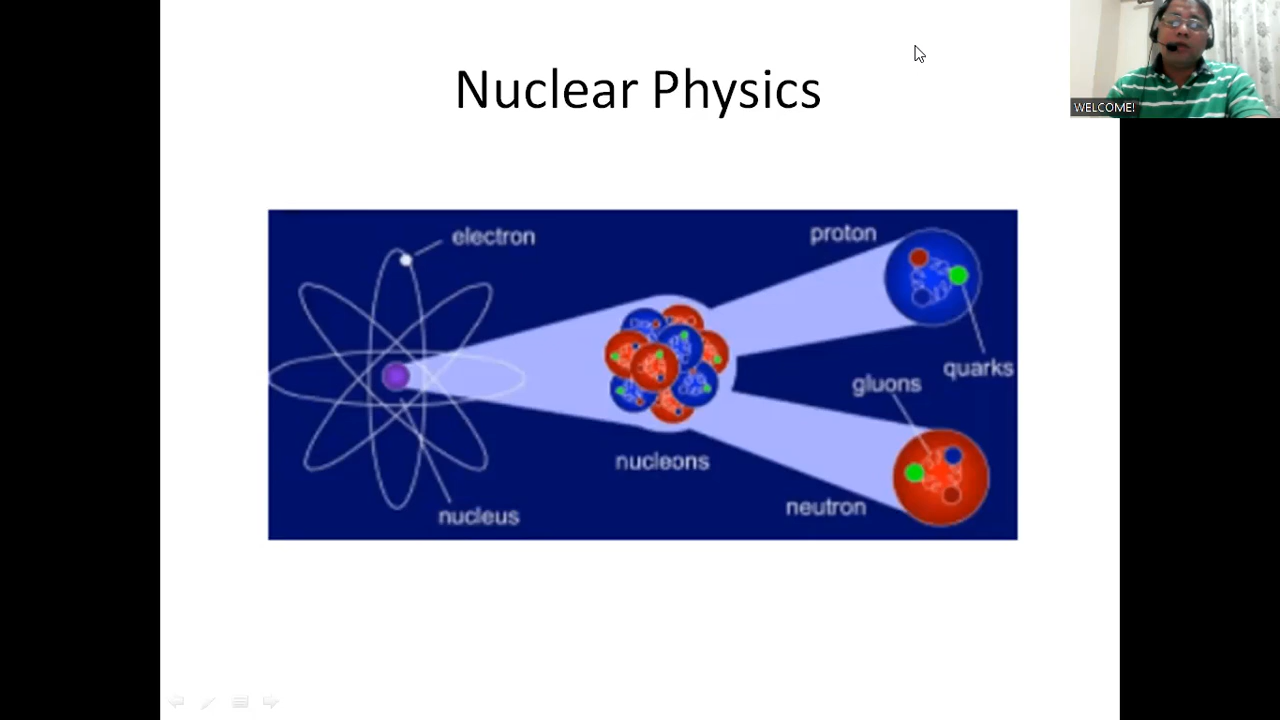 Nuclear Physics
WELCOME!
electron
proton
quarks
gluons
nucleons
neutron
nucleus